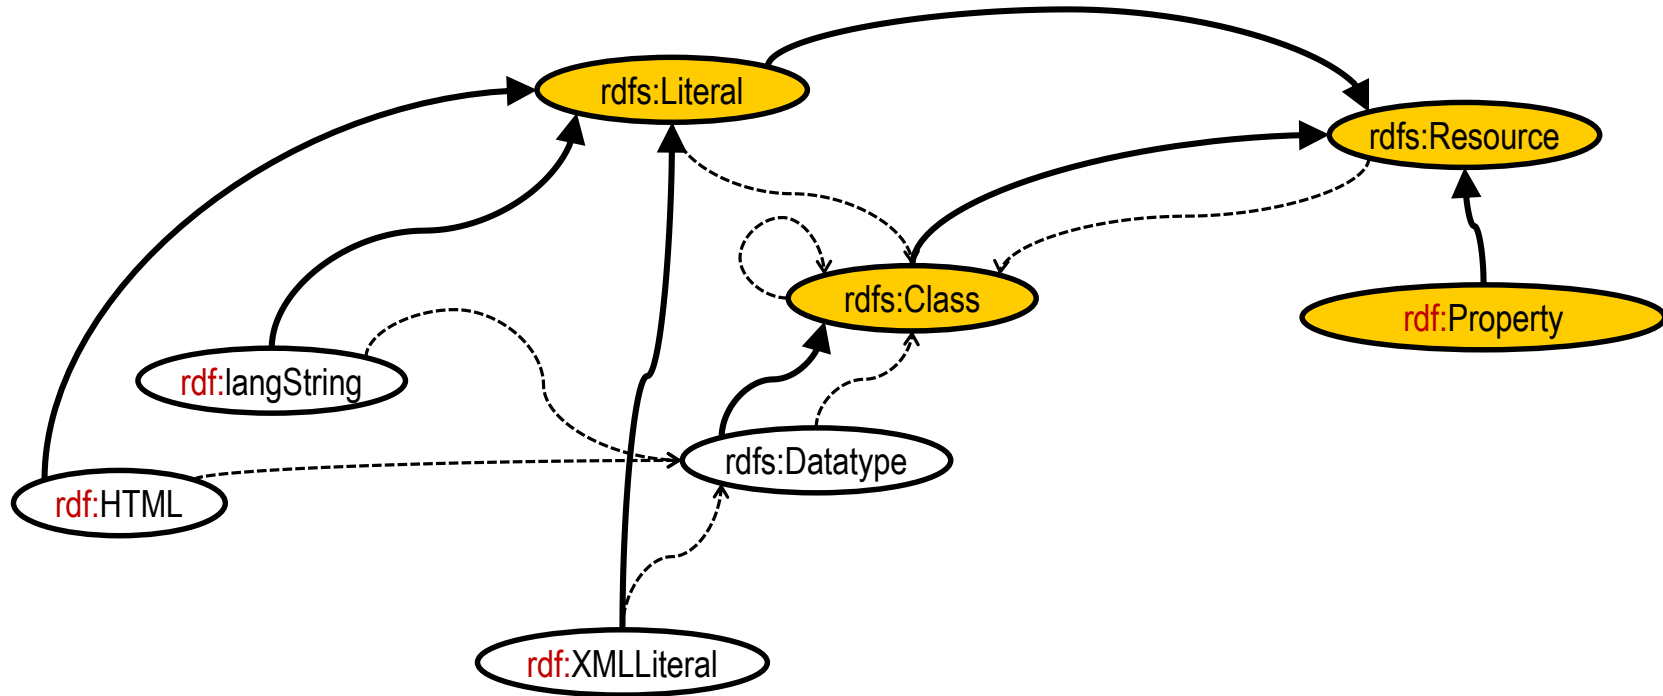 rdfs:Literal
rdfs:Resource
rdfs:Class
rdf:Property
rdf:langString
rdfs:Datatype
rdf:HTML
rdf:XMLLiteral